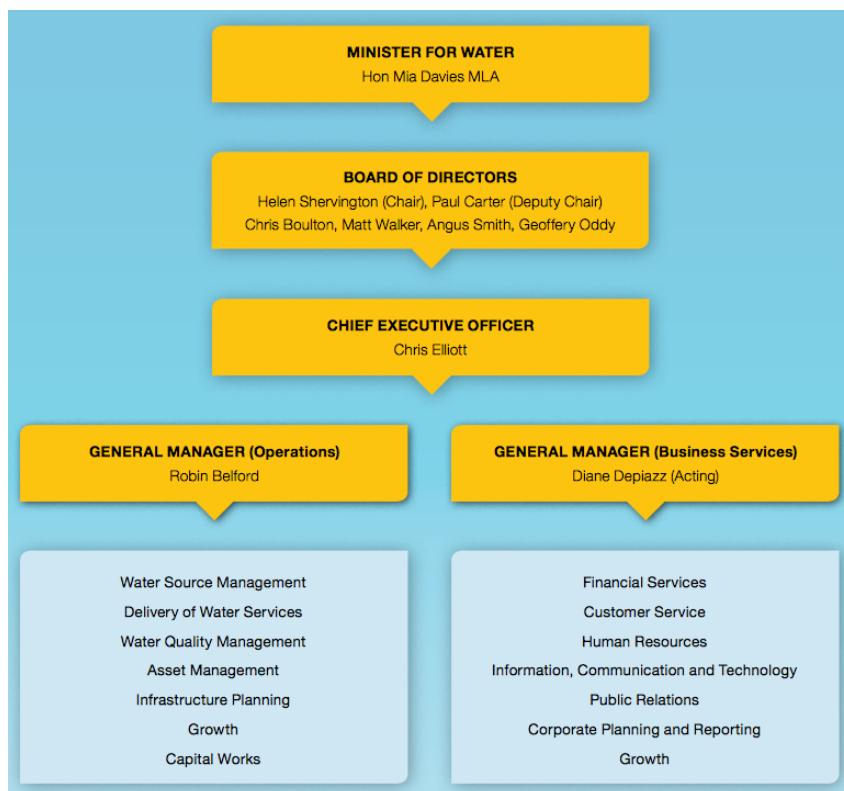 MINISTER FOR WATER
Hon Mia Davies MLA
BOARD OF DIRECTORS
Helen Shervington (Chair), Paul Carter (Deputy Chair)
Chris Boulton, Matt Walker, Angus Smith, Geoffery Oddy
CHIEF EXECUTIVE OFFICER
Chris Elliott
GENERAL MANAGER (Operations)
Robin Belford
GENERAL MANAGER (Business Services)
Diane Depiazz (Acting)
Water Source Management
Delivery of Water Services
Water Quality Management
Asset Management
Infrastructure Planning
Growth
Capital Works
Financial Services
Customer Service
Human Resources
Information, Communication and Technology
Public Relations
Corporate Planning and Reporting
Growth